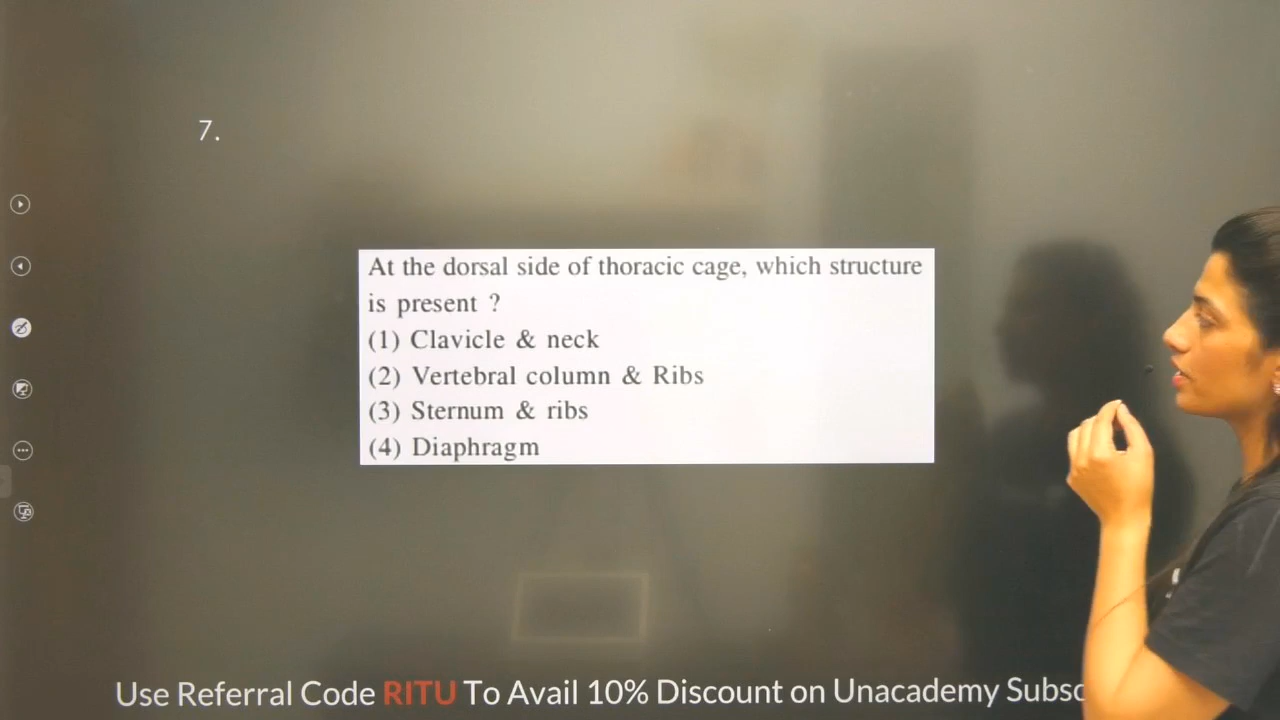 7.
At the dorsal side of thoracic cage, which structure
is present ?
(1) Clavicle & neck
(2) Vertebral column & Ribs
(3) Sternum & ribs
(4) Diaphragm
Use Referral Code RITU To Avail 10% Discount on Unacademy Subsc